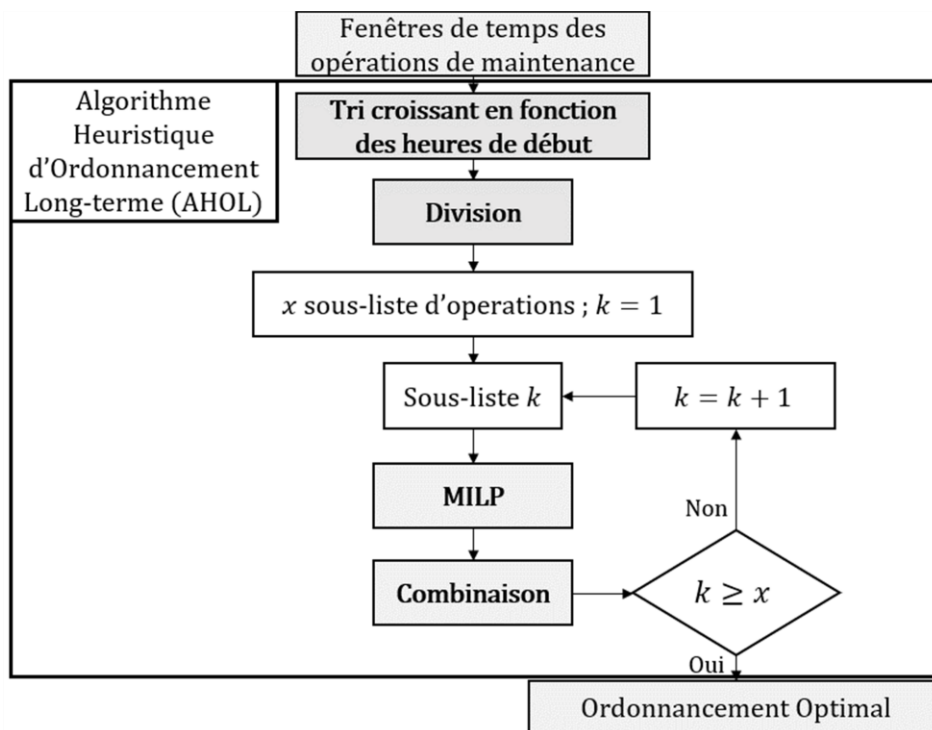 Fenêtres de temps des
opérations de maintenance
Algorithme
Heuristique
d'Ordonnancement
Long-terme (AHOL)
Tri croissant en fonction
des heures de début
Division
x sous-liste d'operations ; k = 1
Sous-liste k
k = k + 1
MILP
Non
Combinaison
k ≥ x
Oui
Ordonnancement Optimal